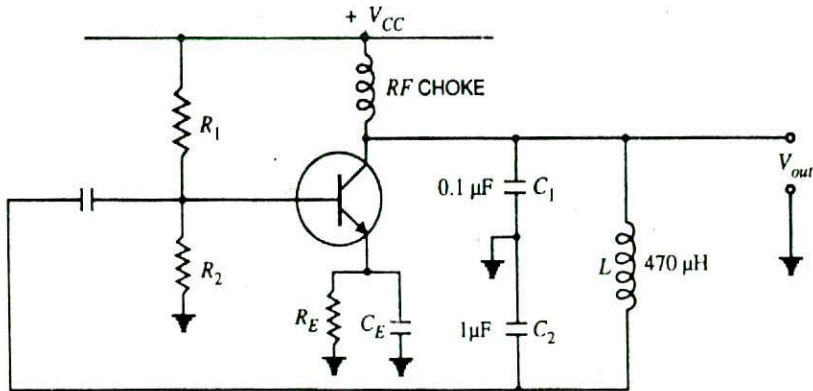 + V_CC
RF CHOKE
R_1
0.1 μF C_1
V_out
R_2
L 470 μH
R_E
C_E
1μF C_2